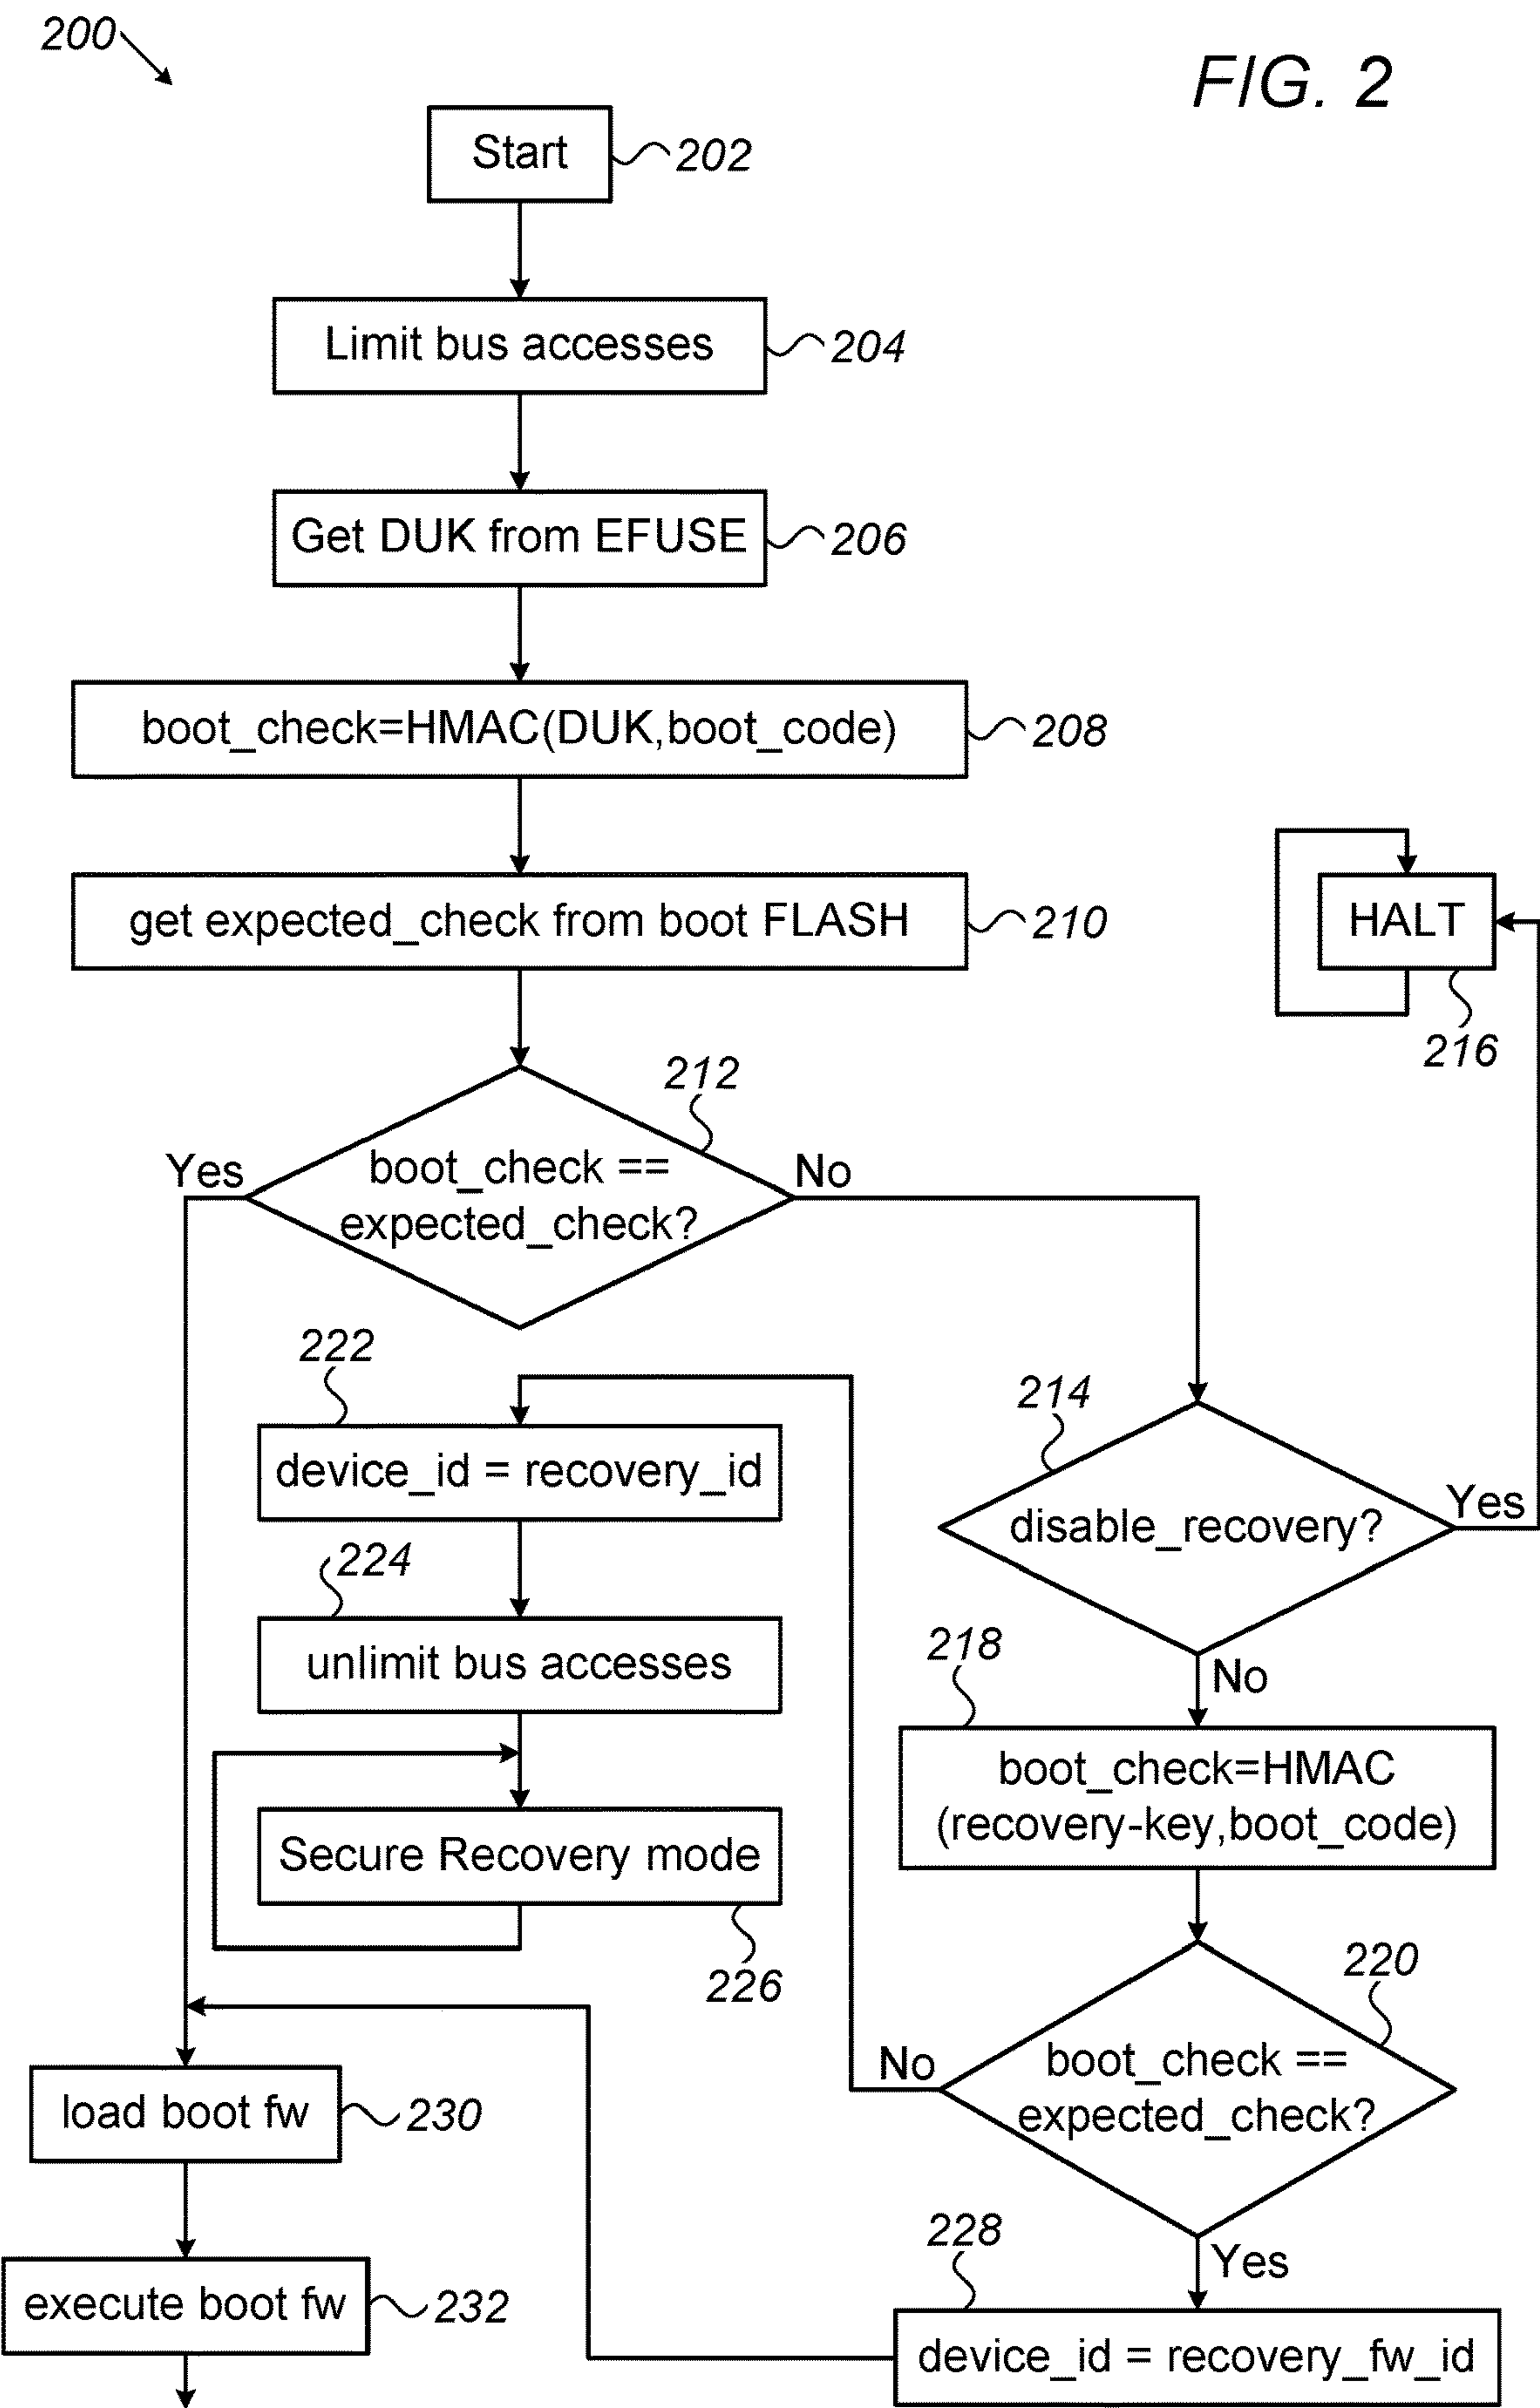 200
FIG. 2
Start
202
Limit bus accesses
204
Get DUK from EFUSE
206
boot_check=HMAC(DUK,boot_code)
208
get expected_check from boot FLASH
210
HALT
216
212
Yes
boot_check ==
expected_check?
No
222
device_id = recovery_id
214
disable_recovery?
Yes
224
unlimit bus accesses
No
218
boot_check=HMAC
(recovery-key,boot_code)
Secure Recovery mode
226
220
No
boot_check ==
expected_check?
load boot fw
230
Yes
228
device_id = recovery_fw_id
execute boot fw
232